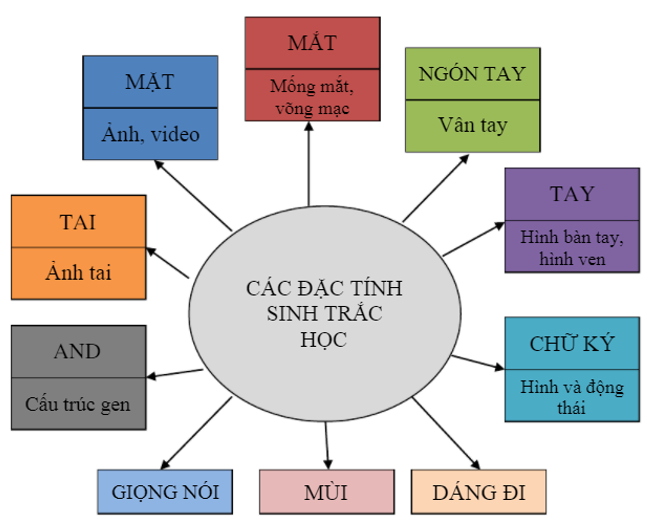 MẮT
Mống mắt,
võng mạc
MẶT
Ảnh, video
NGÓN TAY
Vân tay
TAI
Ảnh tai
TAY
Hình bàn tay,
hình ven
CÁC ĐẶC TÍNH
SINH TRẮC
HỌC
AND
Cấu trúc gen
CHỮ KÝ
Hình và động
thái
GIỌNG NÓI
MÙI
DÁNG ĐI